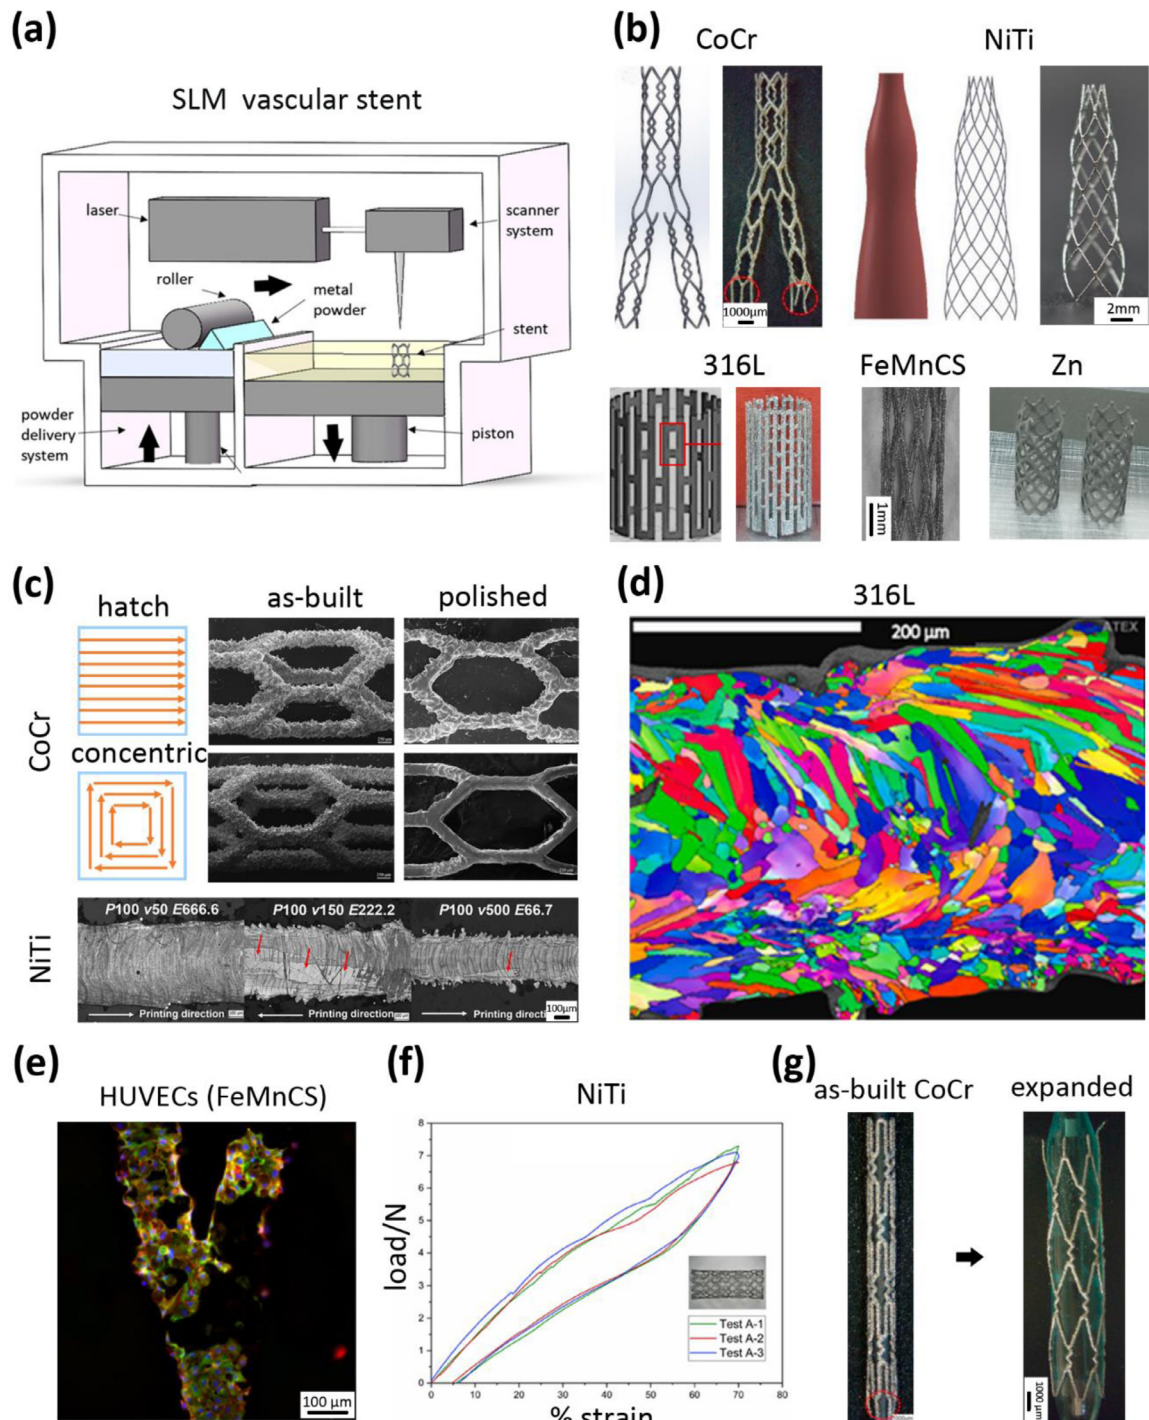 (a)
SLM vascular stent
laser
scanner
system
roller
metal
powder
stent
powder
delivery
system
piston
(b)
CoCr
NiTi
1000µm
2mm
316L
FeMnCS
Zn
1mm
(c)
hatch
as-built
polished
CoCr
concentric
NiTi
P100 v50 E666.6
P100 v150 E222.2
P100 v500 E66.7
Printing direction
Printing direction
Printing directi
100µm
(d)
316L
200 µm
ATEX
(e)
HUVECs (FeMnCS)
100 µm
(f)
NiTi
load/N
8
7
6
5
4
3
2
1
0
0
10
20
30
40
50
60
70
80
Test A-1
Test A-2
Test A-3
% strain
(g)
as-built CoCr
expanded
1000 µm